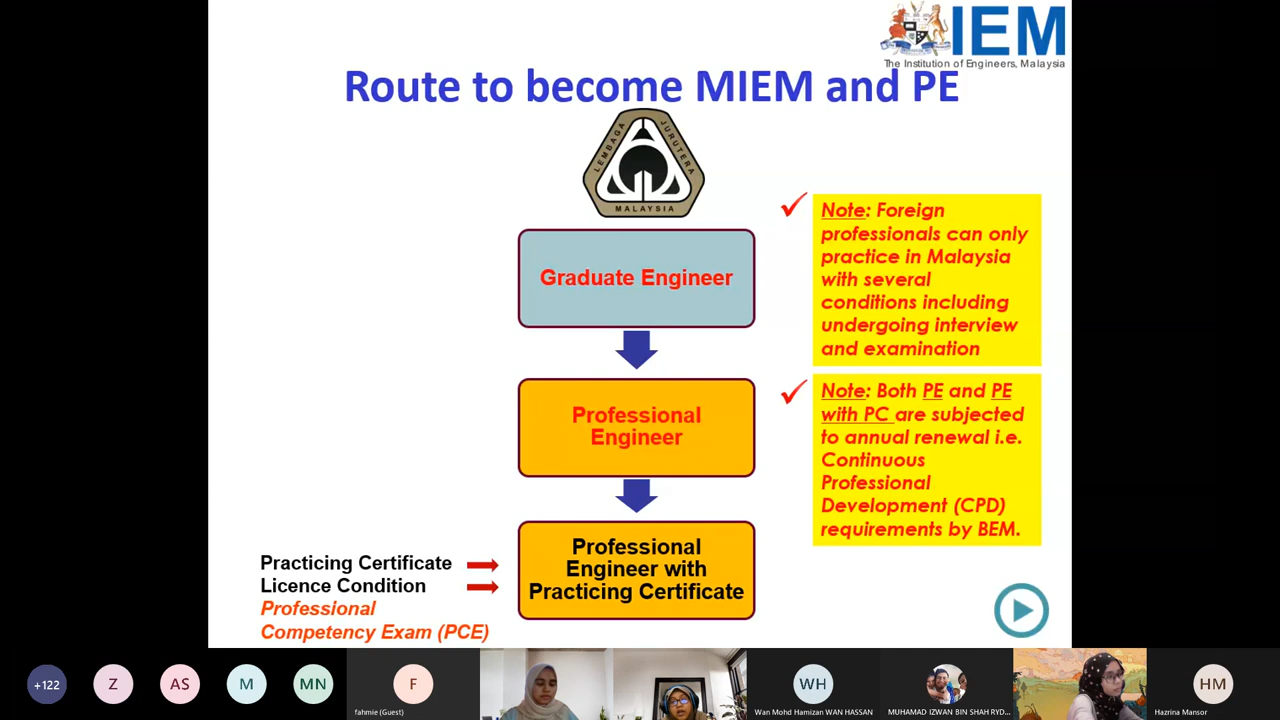 IEM
The Institution of Engineers, Malaysia
Route to become MIEM and PE
LEMBAGA JURUTERA
MALAYSIA
Graduate Engineer
Professional
Engineer
Professional
Engineer with
Practicing Certificate
Note: Foreign
professionals can only
practice in Malaysia
with several
conditions including
undergoing interview
and examination
Note: Both PE and PE
with PC are subjected
to annual renewal i.e.
Continuous
Professional
Development (CPD)
requirements by BEM.
Practicing Certificate
Licence Condition
Professional
Competency Exam (PCE)
+122
Z
AS
M
MN
F
fahmie (Guest)
WH
Wan Mohd Hamizan WAN HASSAN
MUHAMAD IZWAN BIN SHAH RYD...
HM
Hazrina Mansor